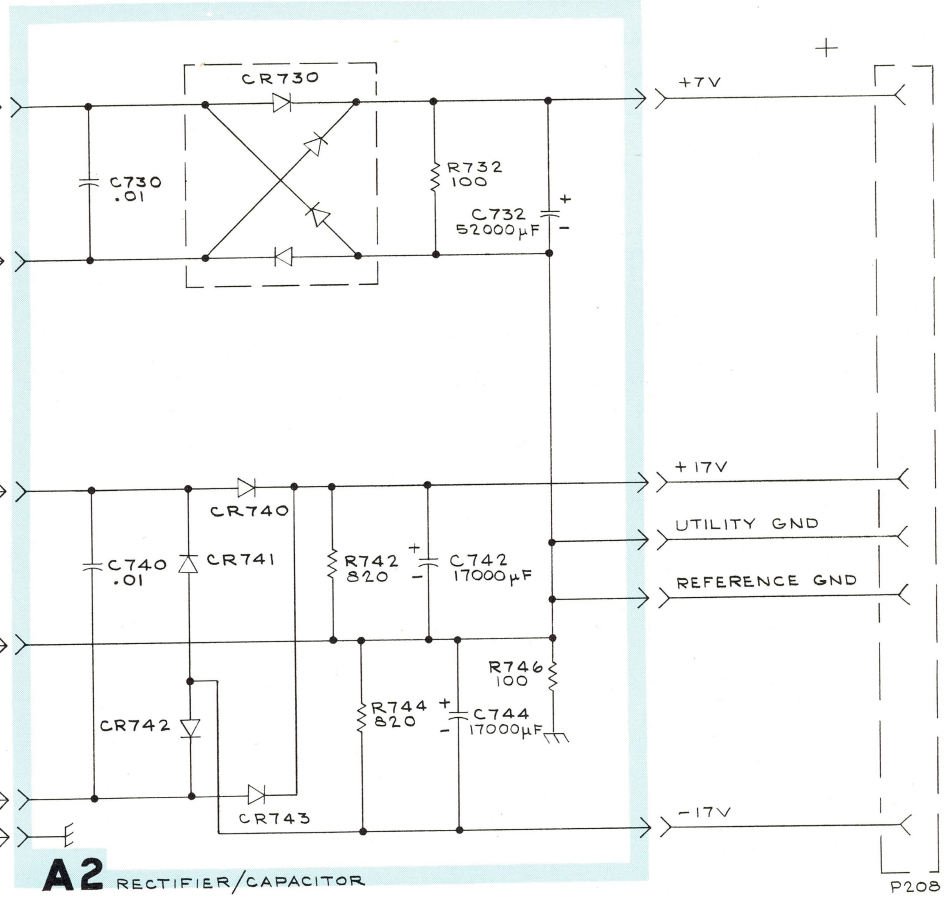 CR730
+7V
C730
.01
R732
100
C732
52000µF
+
-
+17V
CR740
UTILITY GND
C740
.01
CR741
R742
820
+
-
C742
17000µF
REFERENCE GND
R746
100
CR742
R744
820
+
-
C744
17000µF
CR743
-17V
A2 RECTIFIER/CAPACITOR
P208